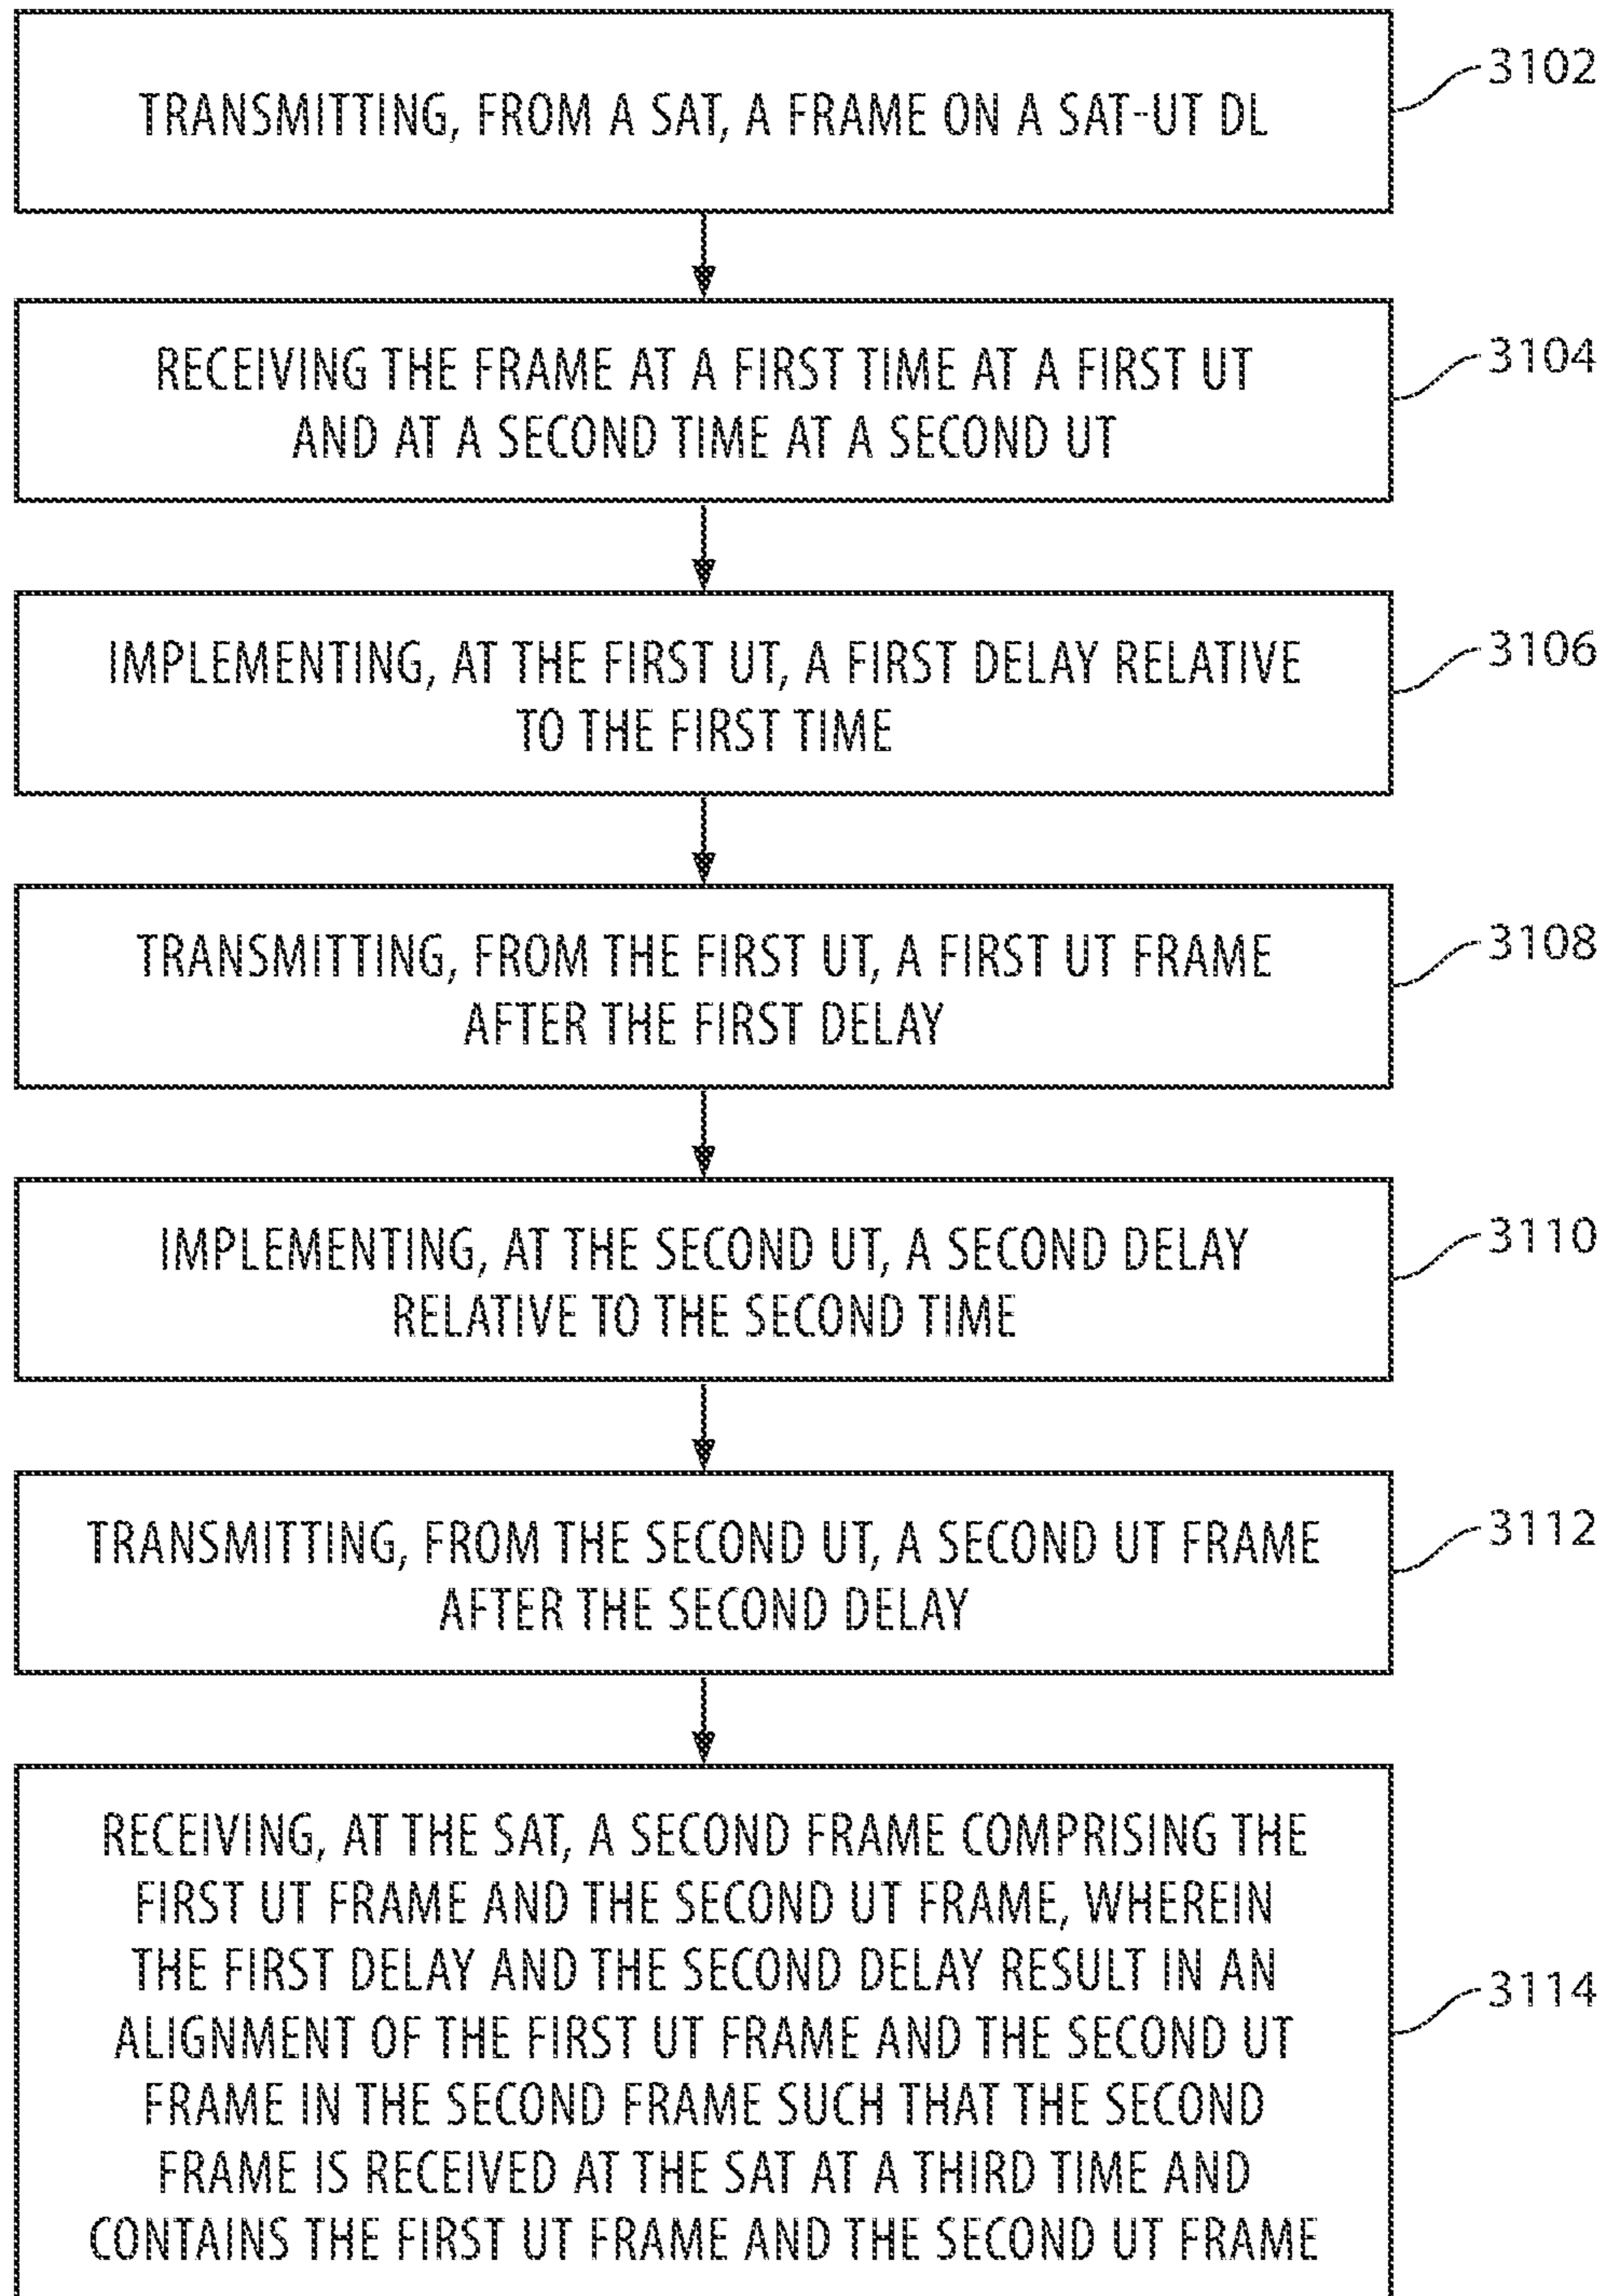 TRANSMITTING, FROM A SAT, A FRAME ON A SAT-UT DL
3102
RECEIVING THE FRAME AT A FIRST TIME AT A FIRST UT
AND AT A SECOND TIME AT A SECOND UT
3104
IMPLEMENTING, AT THE FIRST UT, A FIRST DELAY RELATIVE
TO THE FIRST TIME
3106
TRANSMITTING, FROM THE FIRST UT, A FIRST UT FRAME
AFTER THE FIRST DELAY
3108
IMPLEMENTING, AT THE SECOND UT, A SECOND DELAY
RELATIVE TO THE SECOND TIME
3110
TRANSMITTING, FROM THE SECOND UT, A SECOND UT FRAME
AFTER THE SECOND DELAY
3112
RECEIVING, AT THE SAT, A SECOND FRAME COMPRISING THE
FIRST UT FRAME AND THE SECOND UT FRAME, WHEREIN
THE FIRST DELAY AND THE SECOND DELAY RESULT IN AN
ALIGNMENT OF THE FIRST UT FRAME AND THE SECOND UT
FRAME IN THE SECOND FRAME SUCH THAT THE SECOND
FRAME IS RECEIVED AT THE SAT AT A THIRD TIME AND
CONTAINS THE FIRST UT FRAME AND THE SECOND UT FRAME
3114